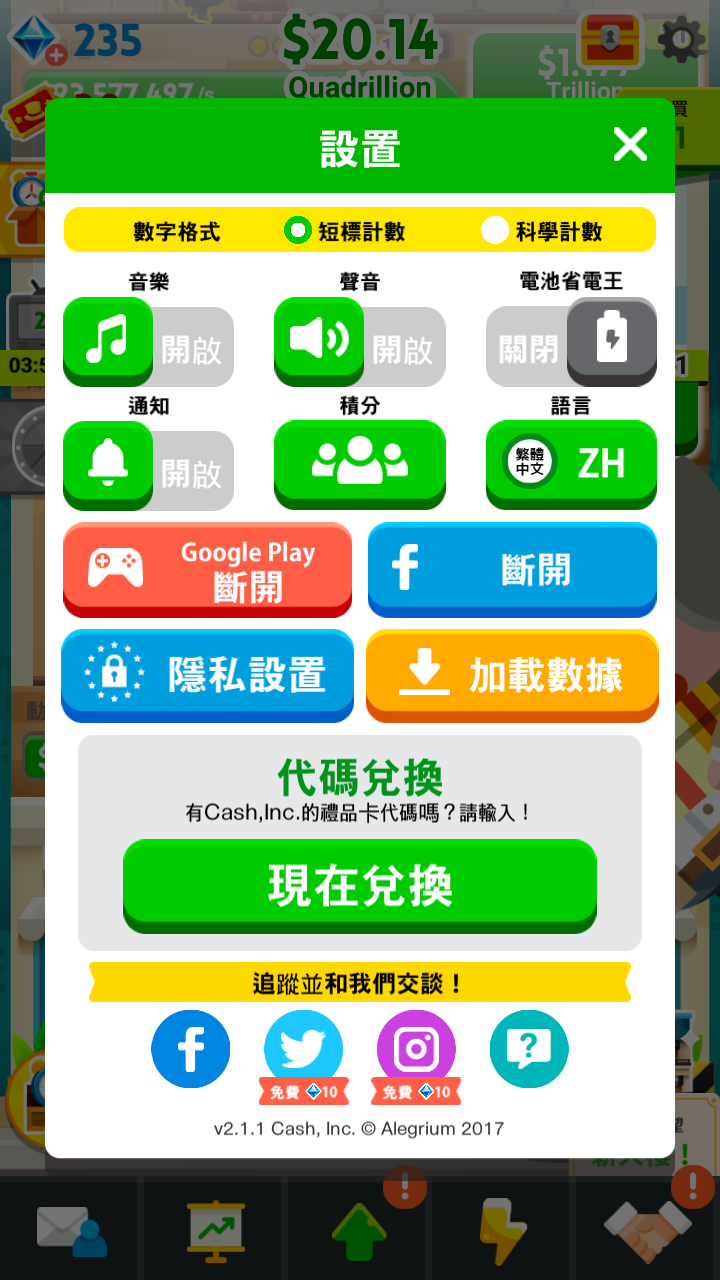 235
$20.14
Quadrillion
Trillion
設置
數字格式 短標計數 科學計數
音樂 聲音 電池省電王
開啟 開啟 關閉
通知 積分 語言
開啟 繁體中文 ZH
Google Play
斷開
斷開
隱私設置 加載數據
代碼兌換
有Cash,Inc.的禮品卡代碼嗎？請輸入！
現在兌換
追蹤並和我們交談！
免費 10 免費 10
v2.1.1 Cash, Inc. © Alegrium 2017